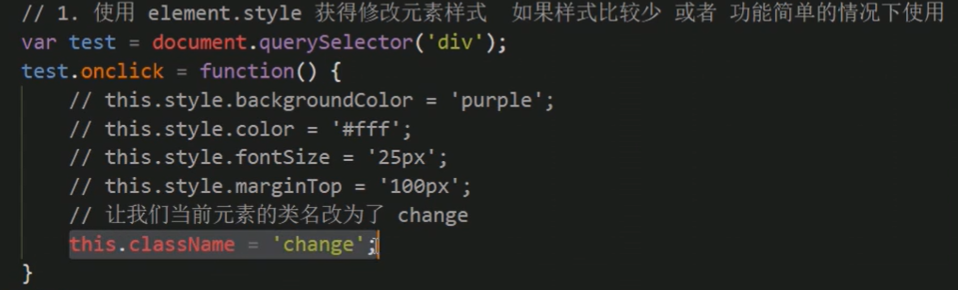 // 1. 使用 element.style 获得修改元素样式  如果样式比较少 或者 功能简单的情况下使用
var test = document.querySelector('div');
test.onclick = function() {
    // this.style.backgroundColor = 'purple';
    // this.style.color = '#fff';
    // this.style.fontSize = '25px';
    // this.style.marginTop = '100px';
    // 让我们当前元素的类名改为了 change
    this.className = 'change';
}